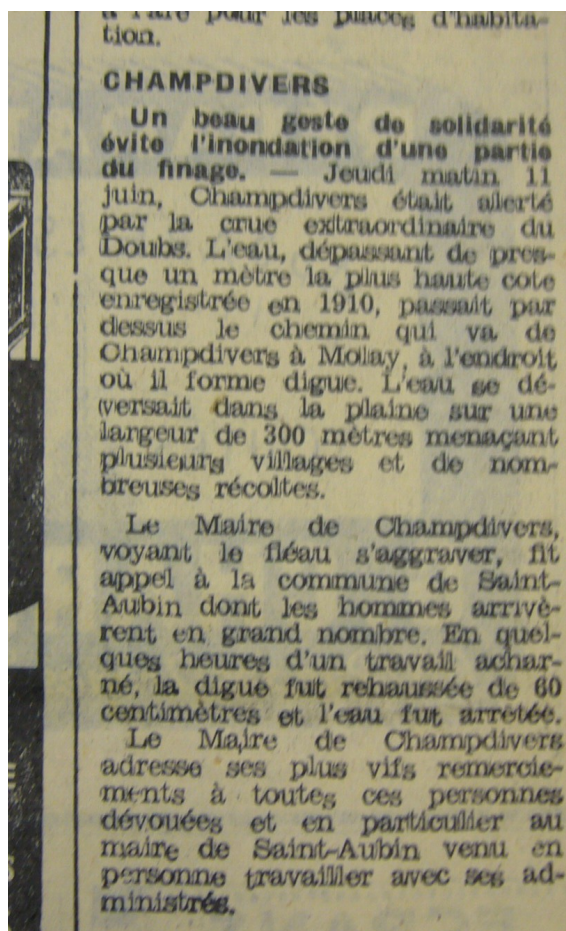 à l'are pour les places d'habita-
tion.
CHAMPDIVERS
Un beau geste de solidarité
évite l'inondation d'une partie
du finage. — Jeudi matin 11
juin, Champdivers était alerté
par la crue extraordinaire du
Doubs. L'eau, dépassant de pres-
que un mètre la plus haute cote
enregistrée en 1910, passait par
dessus le chemin qui va de
Champdivers à Molay, à l'endroit
où il forme digue. L'eau se dé-
versait dans la plaine sur une
largeur de 300 mètres menaçant
plusieurs villages et de nom-
breuses récoltes.
Le Maire de Champdivers,
voyant le fléau s'aggraver, fit
appel à la commune de Saint-
Aubin dont les hommes arrivè-
rent en grand nombre. En quel-
ques heures d'un travail achar-
né, la digue fut rehaussée de 60
centimètres et l'eau fut arretée.
Le Maire de Champdivers
adresse ses plus vifs remercie-
ments à toutes ces personnes
dévouées et en particulier au
maire de Saint-Aubin venu en
personne travailler avec ses ad-
ministrés.